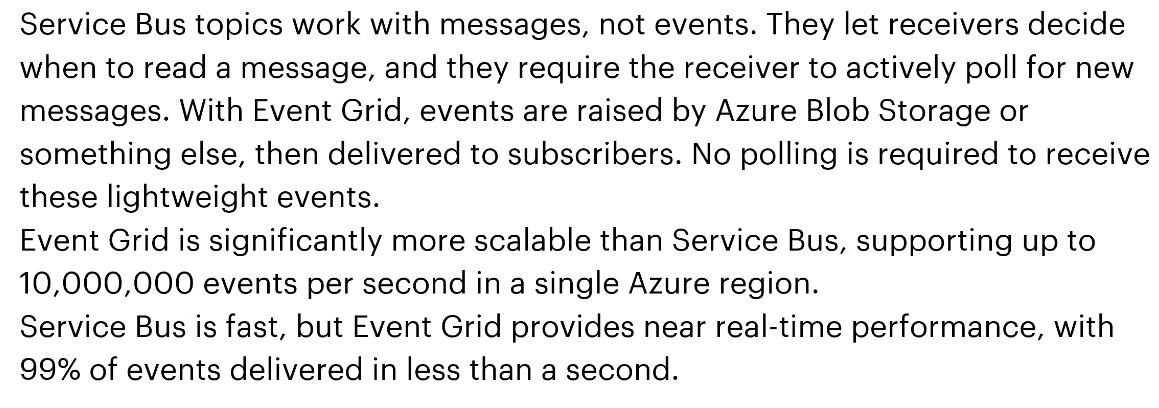 Service Bus topics work with messages, not events. They let receivers decide
when to read a message, and they require the receiver to actively poll for new
messages. With Event Grid, events are raised by Azure Blob Storage or
something else, then delivered to subscribers. No polling is required to receive
these lightweight events.
Event Grid is significantly more scalable than Service Bus, supporting up to
10,000,000 events per second in a single Azure region.
Service Bus is fast, but Event Grid provides near real-time performance, with
99% of events delivered in less than a second.